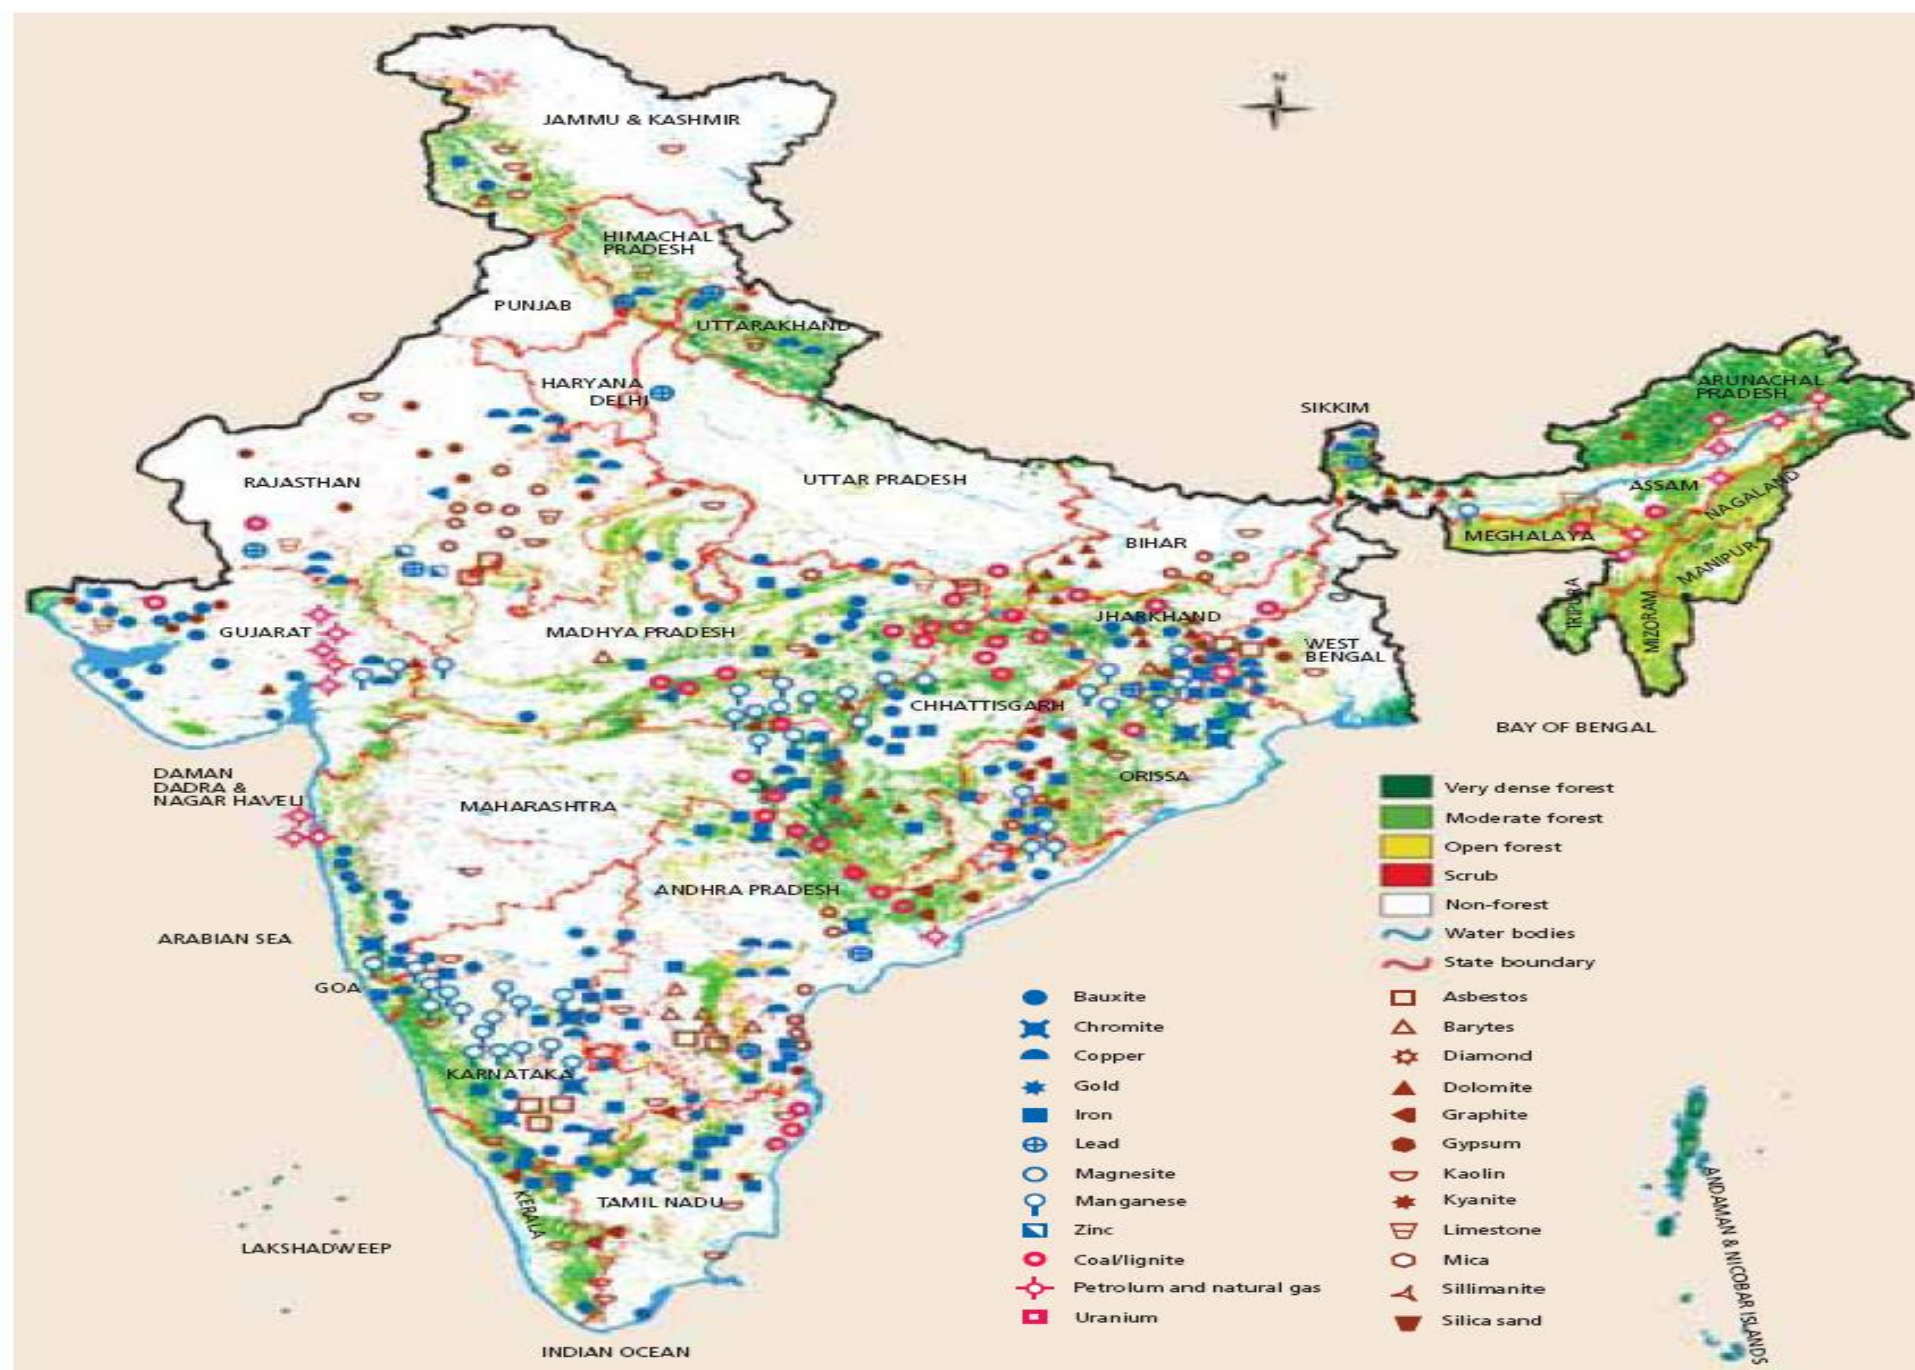 N
JAMMU & KASHMIR
HIMACHAL
PRADESH
PUNJAB
UTTARAKHAND
HARYANA
DELHI
ARUNACHAL
PRADESH
SIKKIM
RAJASTHAN
UTTAR PRADESH
ASSAM
NAGALAND
MEGHALAYA
BIHAR
MANIPUR
TRIPURA
MIZORAM
GUJARAT
MADHYA PRADESH
JHARKHAND
WEST
BENGAL
CHHATTISGARH
BAY OF BENGAL
DAMAN
DADRA &
NAGAR HAVELI
MAHARASHTRA
ORISSA
ANDHRA PRADESH
ARABIAN SEA
GOA
KARNATAKA
KERALA
TAMIL NADU
LAKSHADWEEP
INDIAN OCEAN
ANDAMAN & NICOBAR ISLANDS
Very dense forest
Moderate forest
Open forest
Scrub
Non-forest
Water bodies
State boundary
Bauxite
Chromite
Copper
Gold
Iron
Lead
Magnesite
Manganese
Zinc
Coal/lignite
Petrolum and natural gas
Uranium
Asbestos
Barytes
Diamond
Dolomite
Graphite
Gypsum
Kaolin
Kyanite
Limestone
Mica
Sillimanite
Silica sand